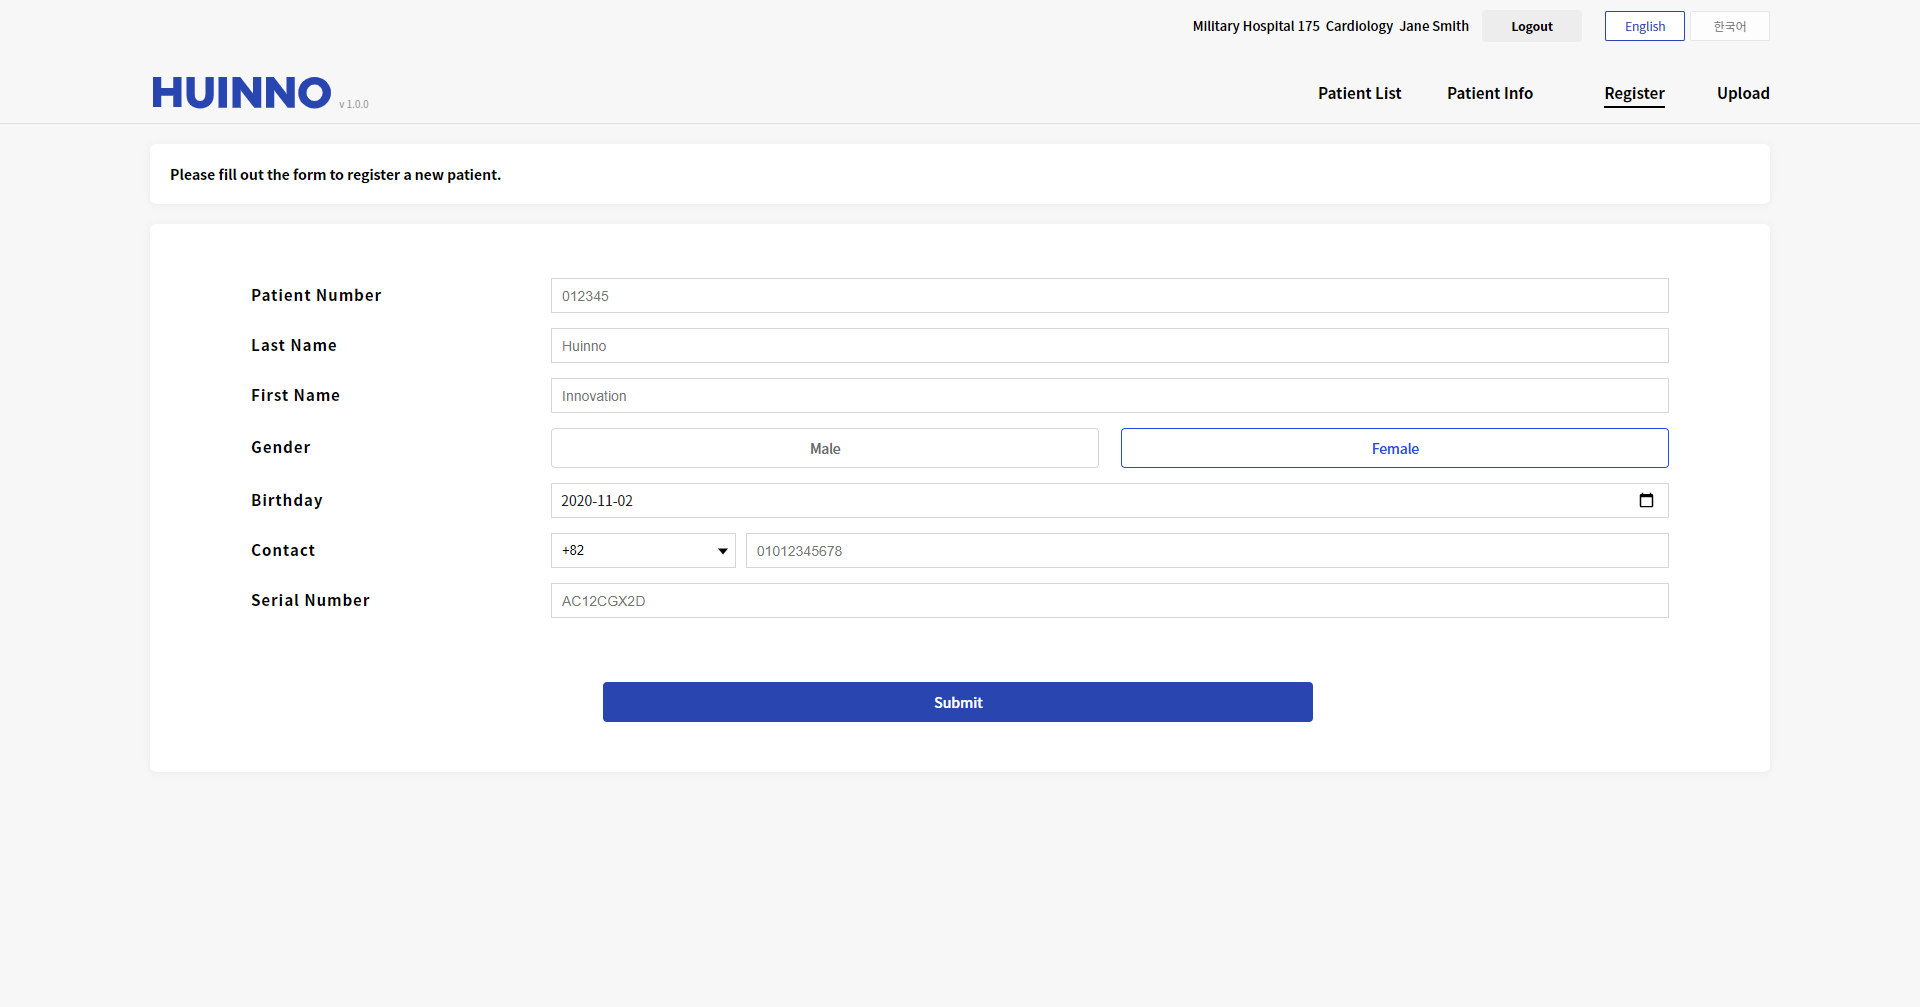 Military Hospital 175 Cardiology Jane Smith Logout English 한국어
HUINNO v 1.0.0 Patient List Patient Info Register Upload
Please fill out the form to register a new patient.
Patient Number 012345
Last Name Huinno
First Name Innovation
Gender Male Female
Birthday 2020-11-02
Contact +82 01012345678
Serial Number AC12CGX2D
Submit